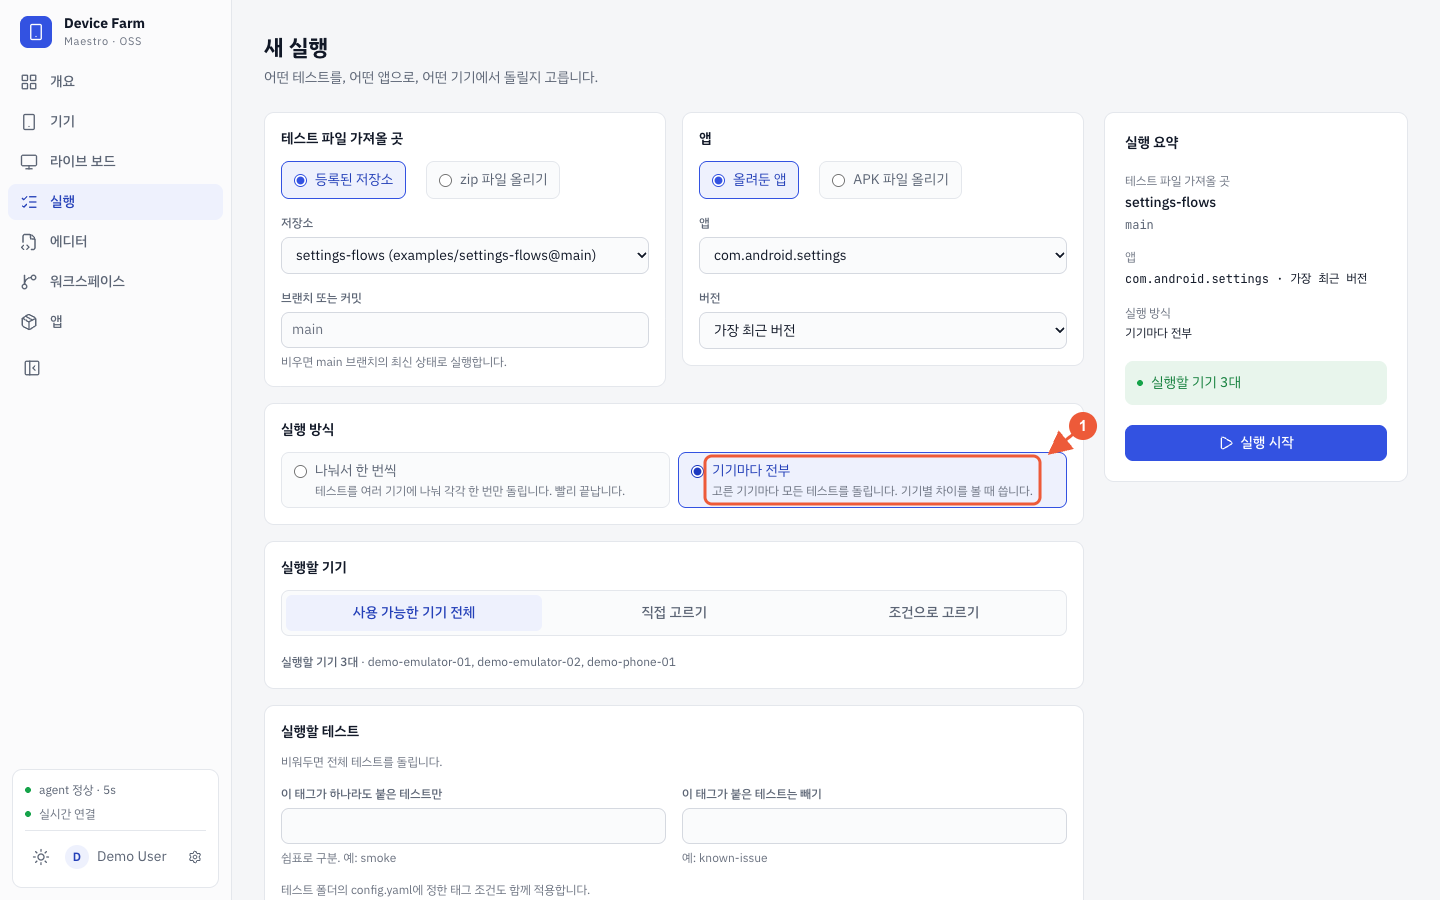 Device Farm
Maestro · OSS
개요
기기
라이브 보드
실행
에디터
워크스페이스
앱
agent 정상 · 5s
실시간 연결
D
Demo User
새 실행
어떤 테스트를, 어떤 앱으로, 어떤 기기에서 돌릴지 고릅니다.
테스트 파일 가져올 곳
등록된 저장소
zip 파일 올리기
저장소
settings-flows (examples/settings-flows@main)
브랜치 또는 커밋
main
비우면 main 브랜치의 최신 상태로 실행합니다.
앱
올려둔 앱
APK 파일 올리기
앱
com.android.settings
버전
가장 최근 버전
실행 방식
나눠서 한 번씩
테스트를 여러 기기에 나눠 각각 한 번만 돌립니다. 빨리 끝납니다.
1
기기마다 전부
고른 기기마다 모든 테스트를 돌립니다. 기기별 차이를 볼 때 씁니다.
실행할 기기
사용 가능한 기기 전체
직접 고르기
조건으로 고르기
실행할 기기 3대 · demo-emulator-01, demo-emulator-02, demo-phone-01
실행할 테스트
비워두면 전체 테스트를 돌립니다.
이 태그가 하나라도 붙은 테스트만
쉼표로 구분. 예: smoke
이 태그가 붙은 테스트는 빼기
예: known-issue
테스트 폴더의 config.yaml에 정한 태그 조건도 함께 적용합니다.
실행 요약
테스트 파일 가져올 곳
settings-flows
main
앱
com.android.settings · 가장 최근 버전
실행 방식
기기마다 전부
실행할 기기 3대
실행 시작